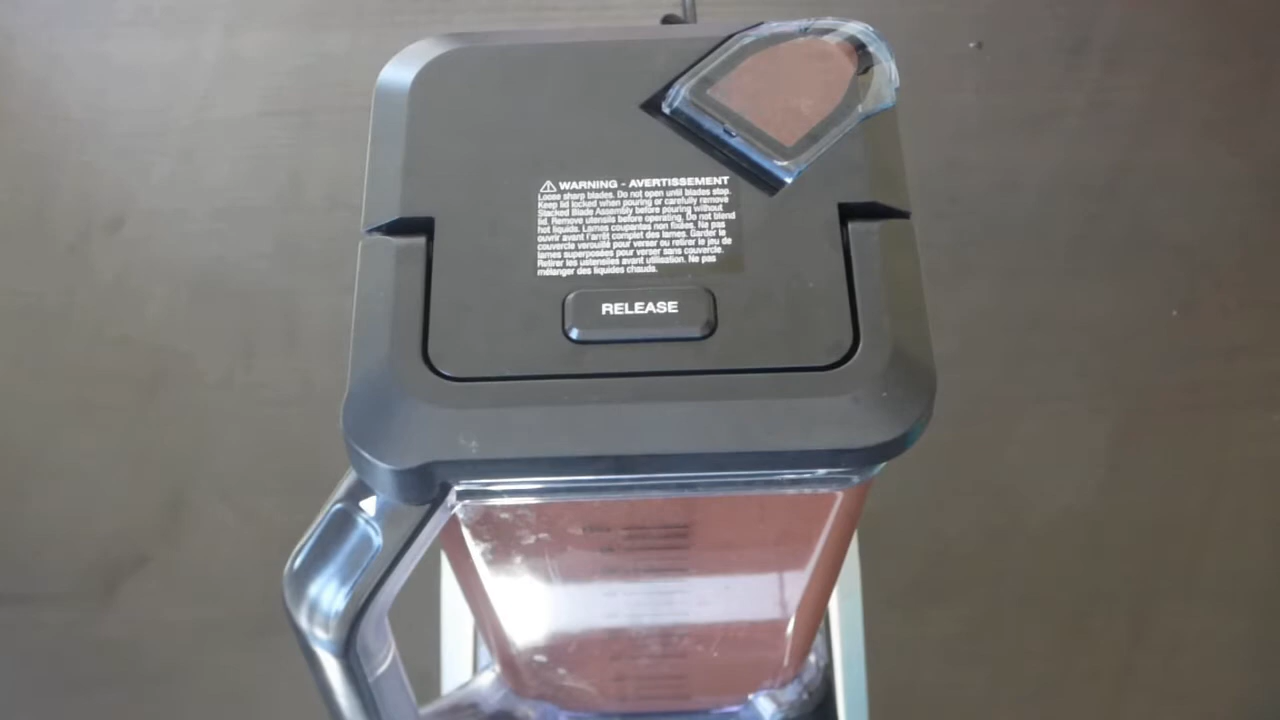 WARNING - AVERTISSEMENT
Loose sharp blades. Do not open until blades stop.
Keep lid locked when pouring or carefully remove
Stacked Blade Assembly before pouring without
lid. Remove utensils before operating. Do not blend
hot liquids. Lames coupantes non fixées. Ne pas
ouvrir avant l'arrêt complet des lames. Garder le
couvercle verouillé pour verser ou retirer le jeu de
lames superposées pour verser sans couvercle.
Retirer les ustensiles avant utilisation. Ne pas
mélanger des liquides chauds.
RELEASE